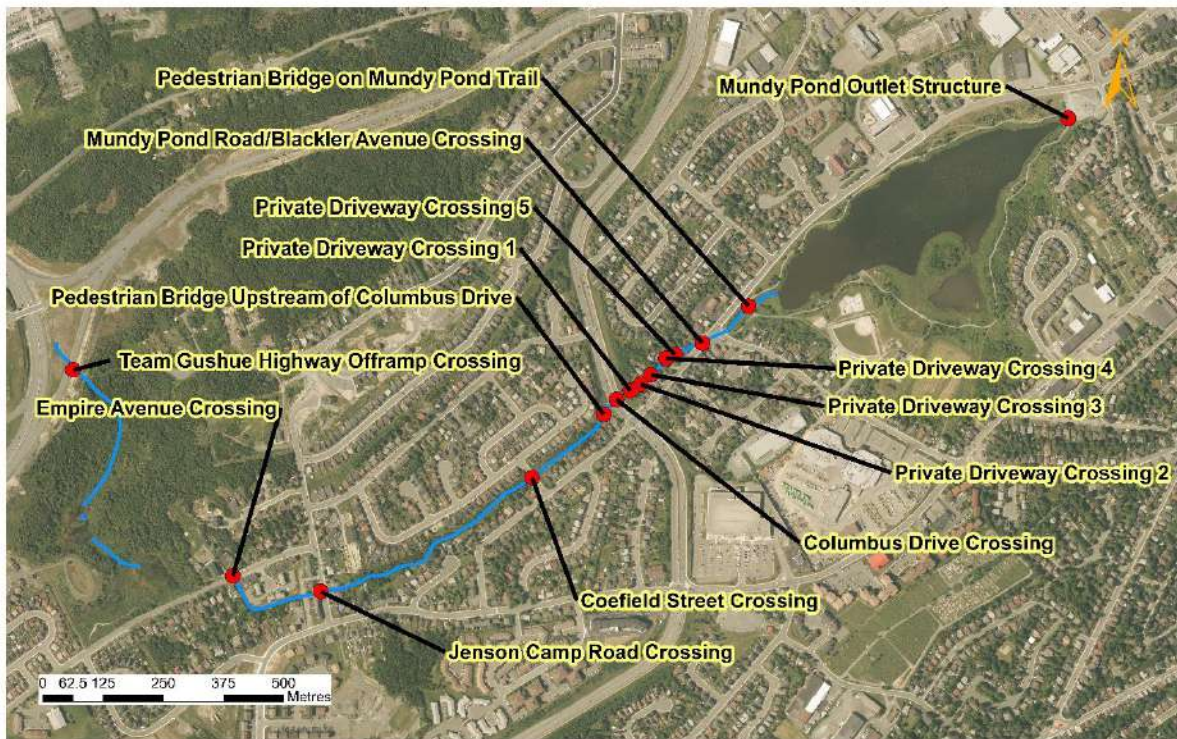 Pedestrian Bridge on Mundy Pond Trail
Mundy Pond Outlet Structure
Mundy Pond Road/Blackler Avenue Crossing
Private Driveway Crossing 5
Private Driveway Crossing 1
Pedestrian Bridge Upstream of Columbus Drive
Team Gushue Highway Offramp Crossing
Private Driveway Crossing 4
Empire Avenue Crossing
Private Driveway Crossing 3
Private Driveway Crossing 2
Columbus Drive Crossing
Coefield Street Crossing
Jenson Camp Road Crossing
0 62.5 125 250 375 500
Metres